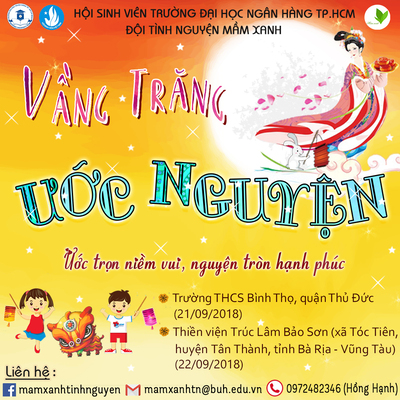 HỘI SINH VIÊN TRƯỜNG ĐẠI HỌC NGÂN HÀNG TP.HCM
ĐỘI TÌNH NGUYỆN MẦM XANH
VẦNG TRĂNG
ƯỚC NGUYỆN
Ước trọn niềm vui, nguyện tròn hạnh phúc
Trường THCS Bình Thọ, quận Thủ Đức
(21/09/2018)
Thiền viện Trúc Lâm Bảo Sơn (xã Tóc Tiên,
huyện Tân Thành, tỉnh Bà Rịa - Vũng Tàu)
(22/09/2018)
Liên hệ :
mamxanhtinhnguyen mamxanhtn@buh.edu.vn 0972482346 (Hồng Hạnh)